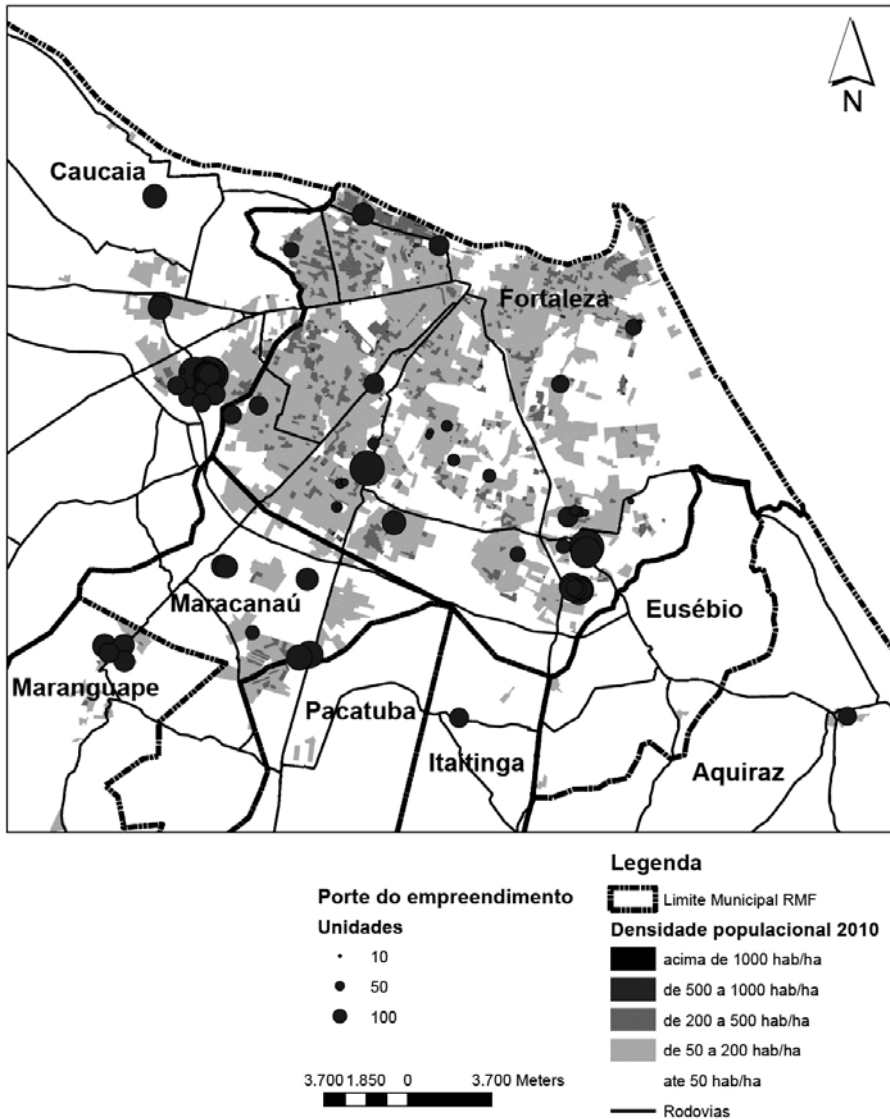 N
Caucaia
Fortaleza
Maracanaú
Eusébio
Maranguape
Pacatuba
Itaitinga
Aquiraz
Porte do empreendimento
Unidades
10
50
100
3.700 1.850 0 3.700 Meters
Legenda
Limite Municipal RMF
Densidade populacional 2010
acima de 1000 hab/ha
de 500 a 1000 hab/ha
de 200 a 500 hab/ha
de 50 a 200 hab/ha
ate 50 hab/ha
Rodovias